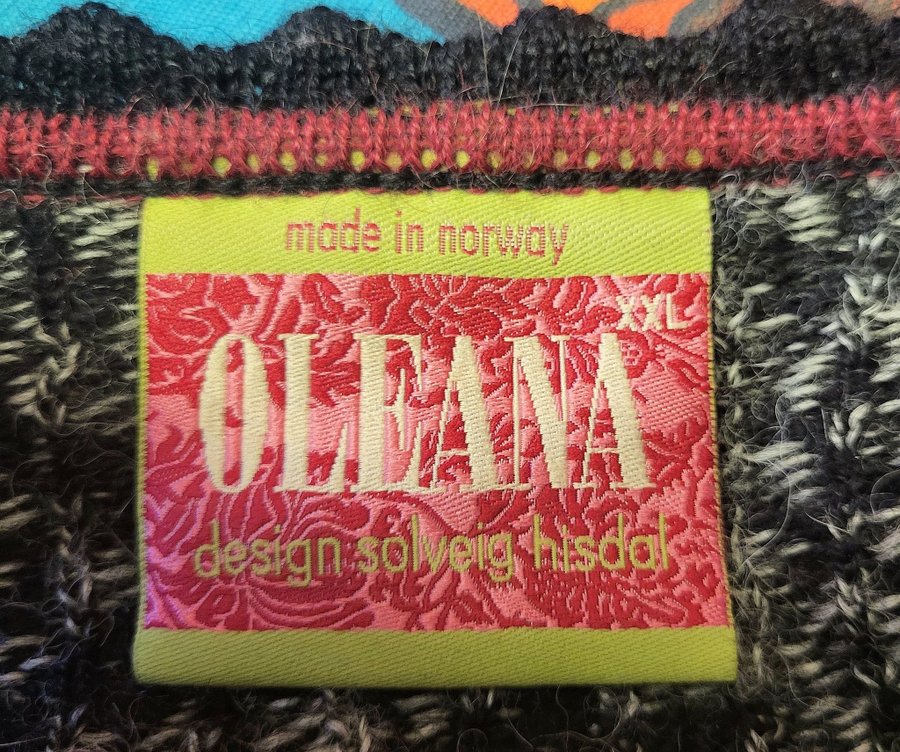 made in norway
XXL
OLEANA
design solveig hisdal